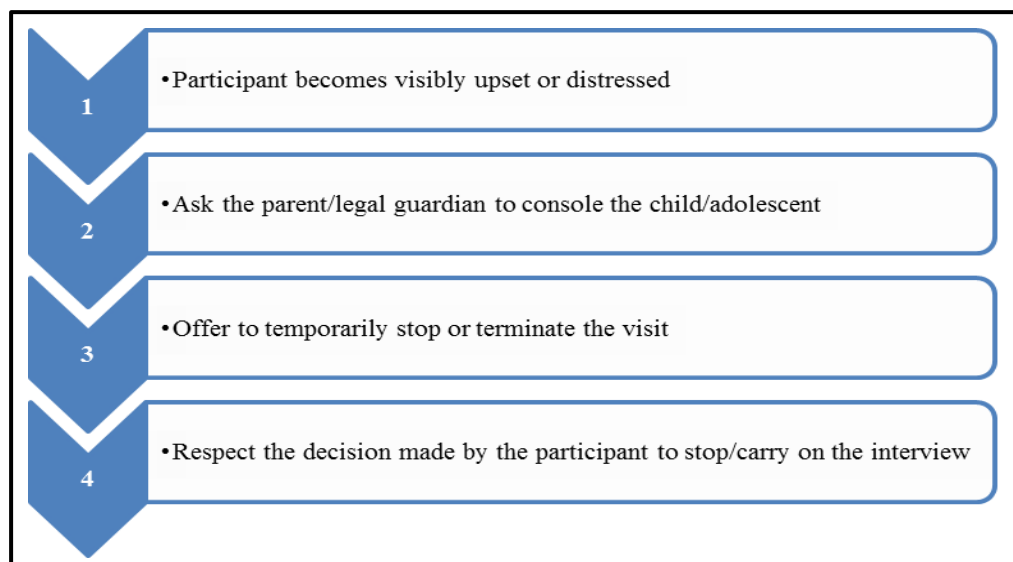 1
•Participant becomes visibly upset or distressed
2
•Ask the parent/legal guardian to console the child/adolescent
3
•Offer to temporarily stop or terminate the visit
4
•Respect the decision made by the participant to stop/carry on the interview